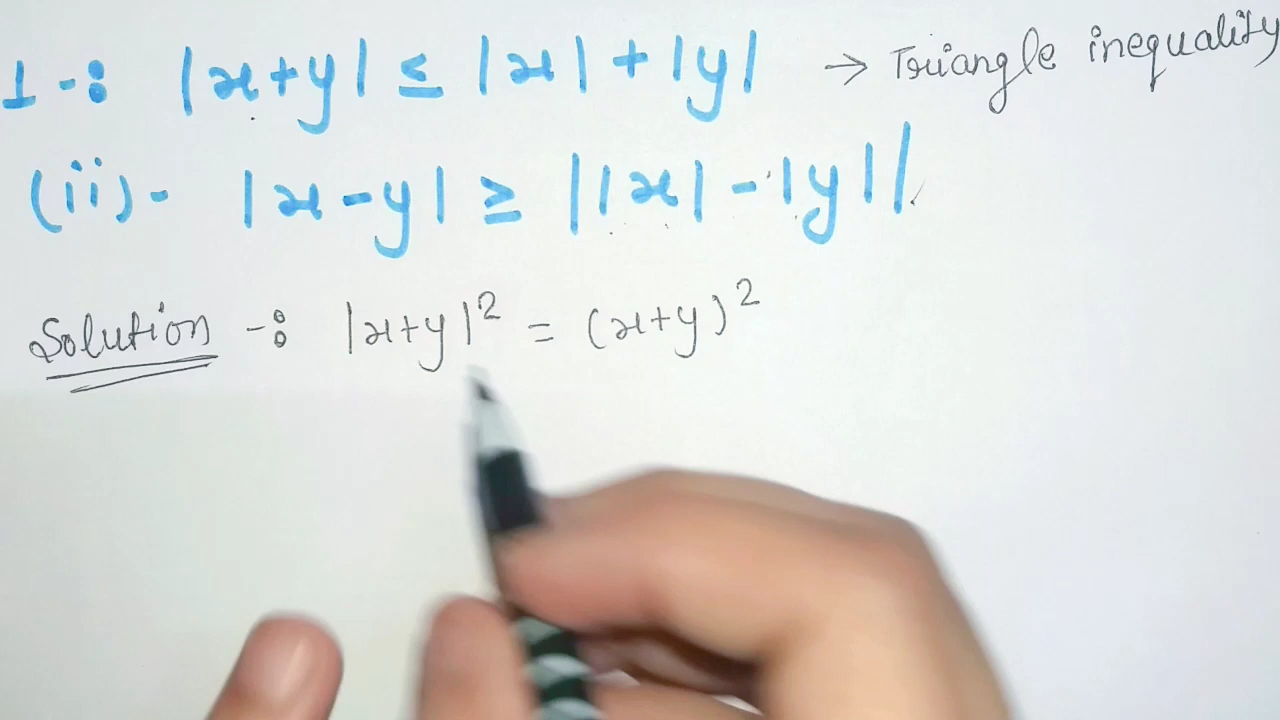 1-: |x+y| ≤ |x|+|y| → Triangle inequality
(ii)- |x-y| ≥ ||x|-|y||.
Solution -: |x+y|² = (x+y)²